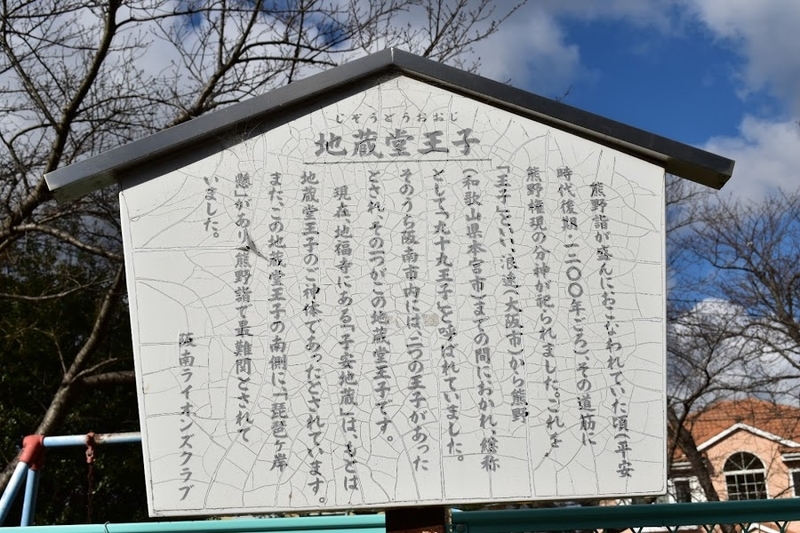 じぞうどうおおじ
地蔵堂王子
熊野詣が盛んにおこなわれていた頃(平安
時代後期・一二〇〇年ごろ)、その道筋に
熊野権現の分神が祀られました。これを
「王子」といい、浪速(大阪市)から熊野
(和歌山県本宮市)までの間におかれ、総称
として「九十九王子」と呼ばれていました。
そのうち阪南市内には、二つの王子があった
とされ、その一つがこの地蔵堂王子です。
現在、地福寺にある「子安地蔵」は、もとは
地蔵堂王子のご神体であったとされています。
また、この地蔵堂王子の南側に、「琵琶ヶ岸
懸」があり、熊野詣で最難関とされて
いました。
阪南ライオンズクラブ